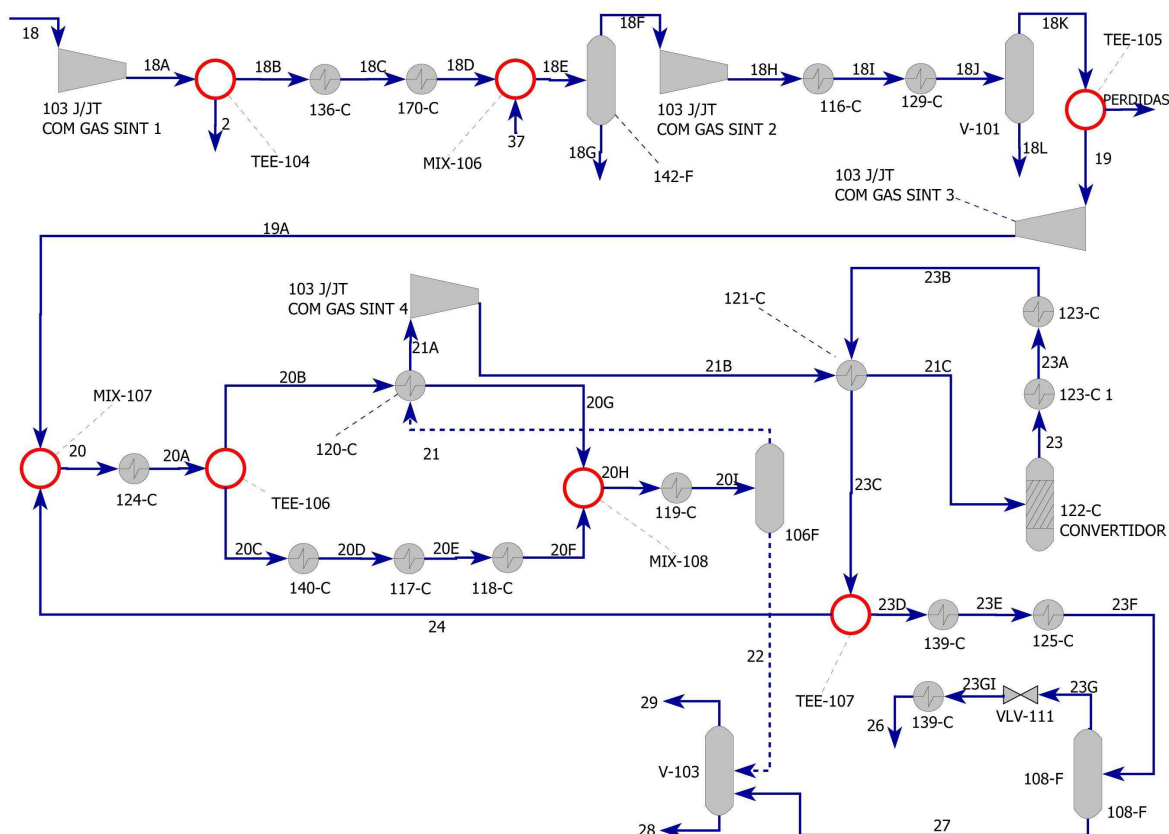 18
18A
18B
18C
18D
18E
18F
18H
18I
18J
18K
TEE-105
PERDIDAS
103 J/JT
COM GAS SINT 1
2
TEE-104
136-C
170-C
MIX-106
37
18G
142-F
103 J/JT
COM GAS SINT 2
116-C
129-C
V-101
18L
19
103 J/JT
COM GAS SINT 3
19A
103 J/JT
COM GAS SINT 4
21A
121-C
23B
123-C
23A
123-C 1
23
21B
21C
MIX-107
20
20A
124-C
20B
120-C
21
20G
TEE-106
20H
20I
119-C
106F
23C
122-C
CONVERTIDOR
20C
20D
20E
20F
140-C
117-C
118-C
MIX-108
24
23D
23E
23F
139-C
125-C
22
TEE-107
23GI
23G
26
139-C
VLV-111
29
V-103
28
27
108-F
108-F